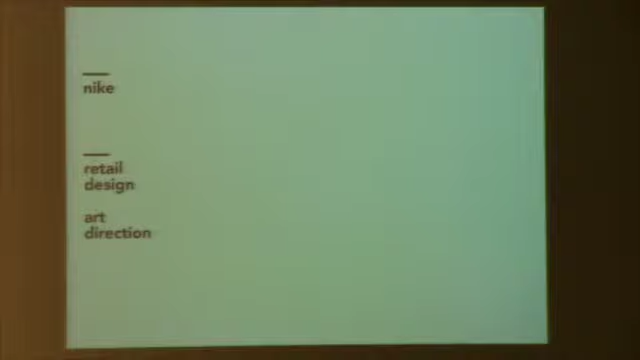 nike
retail
design
art
direction